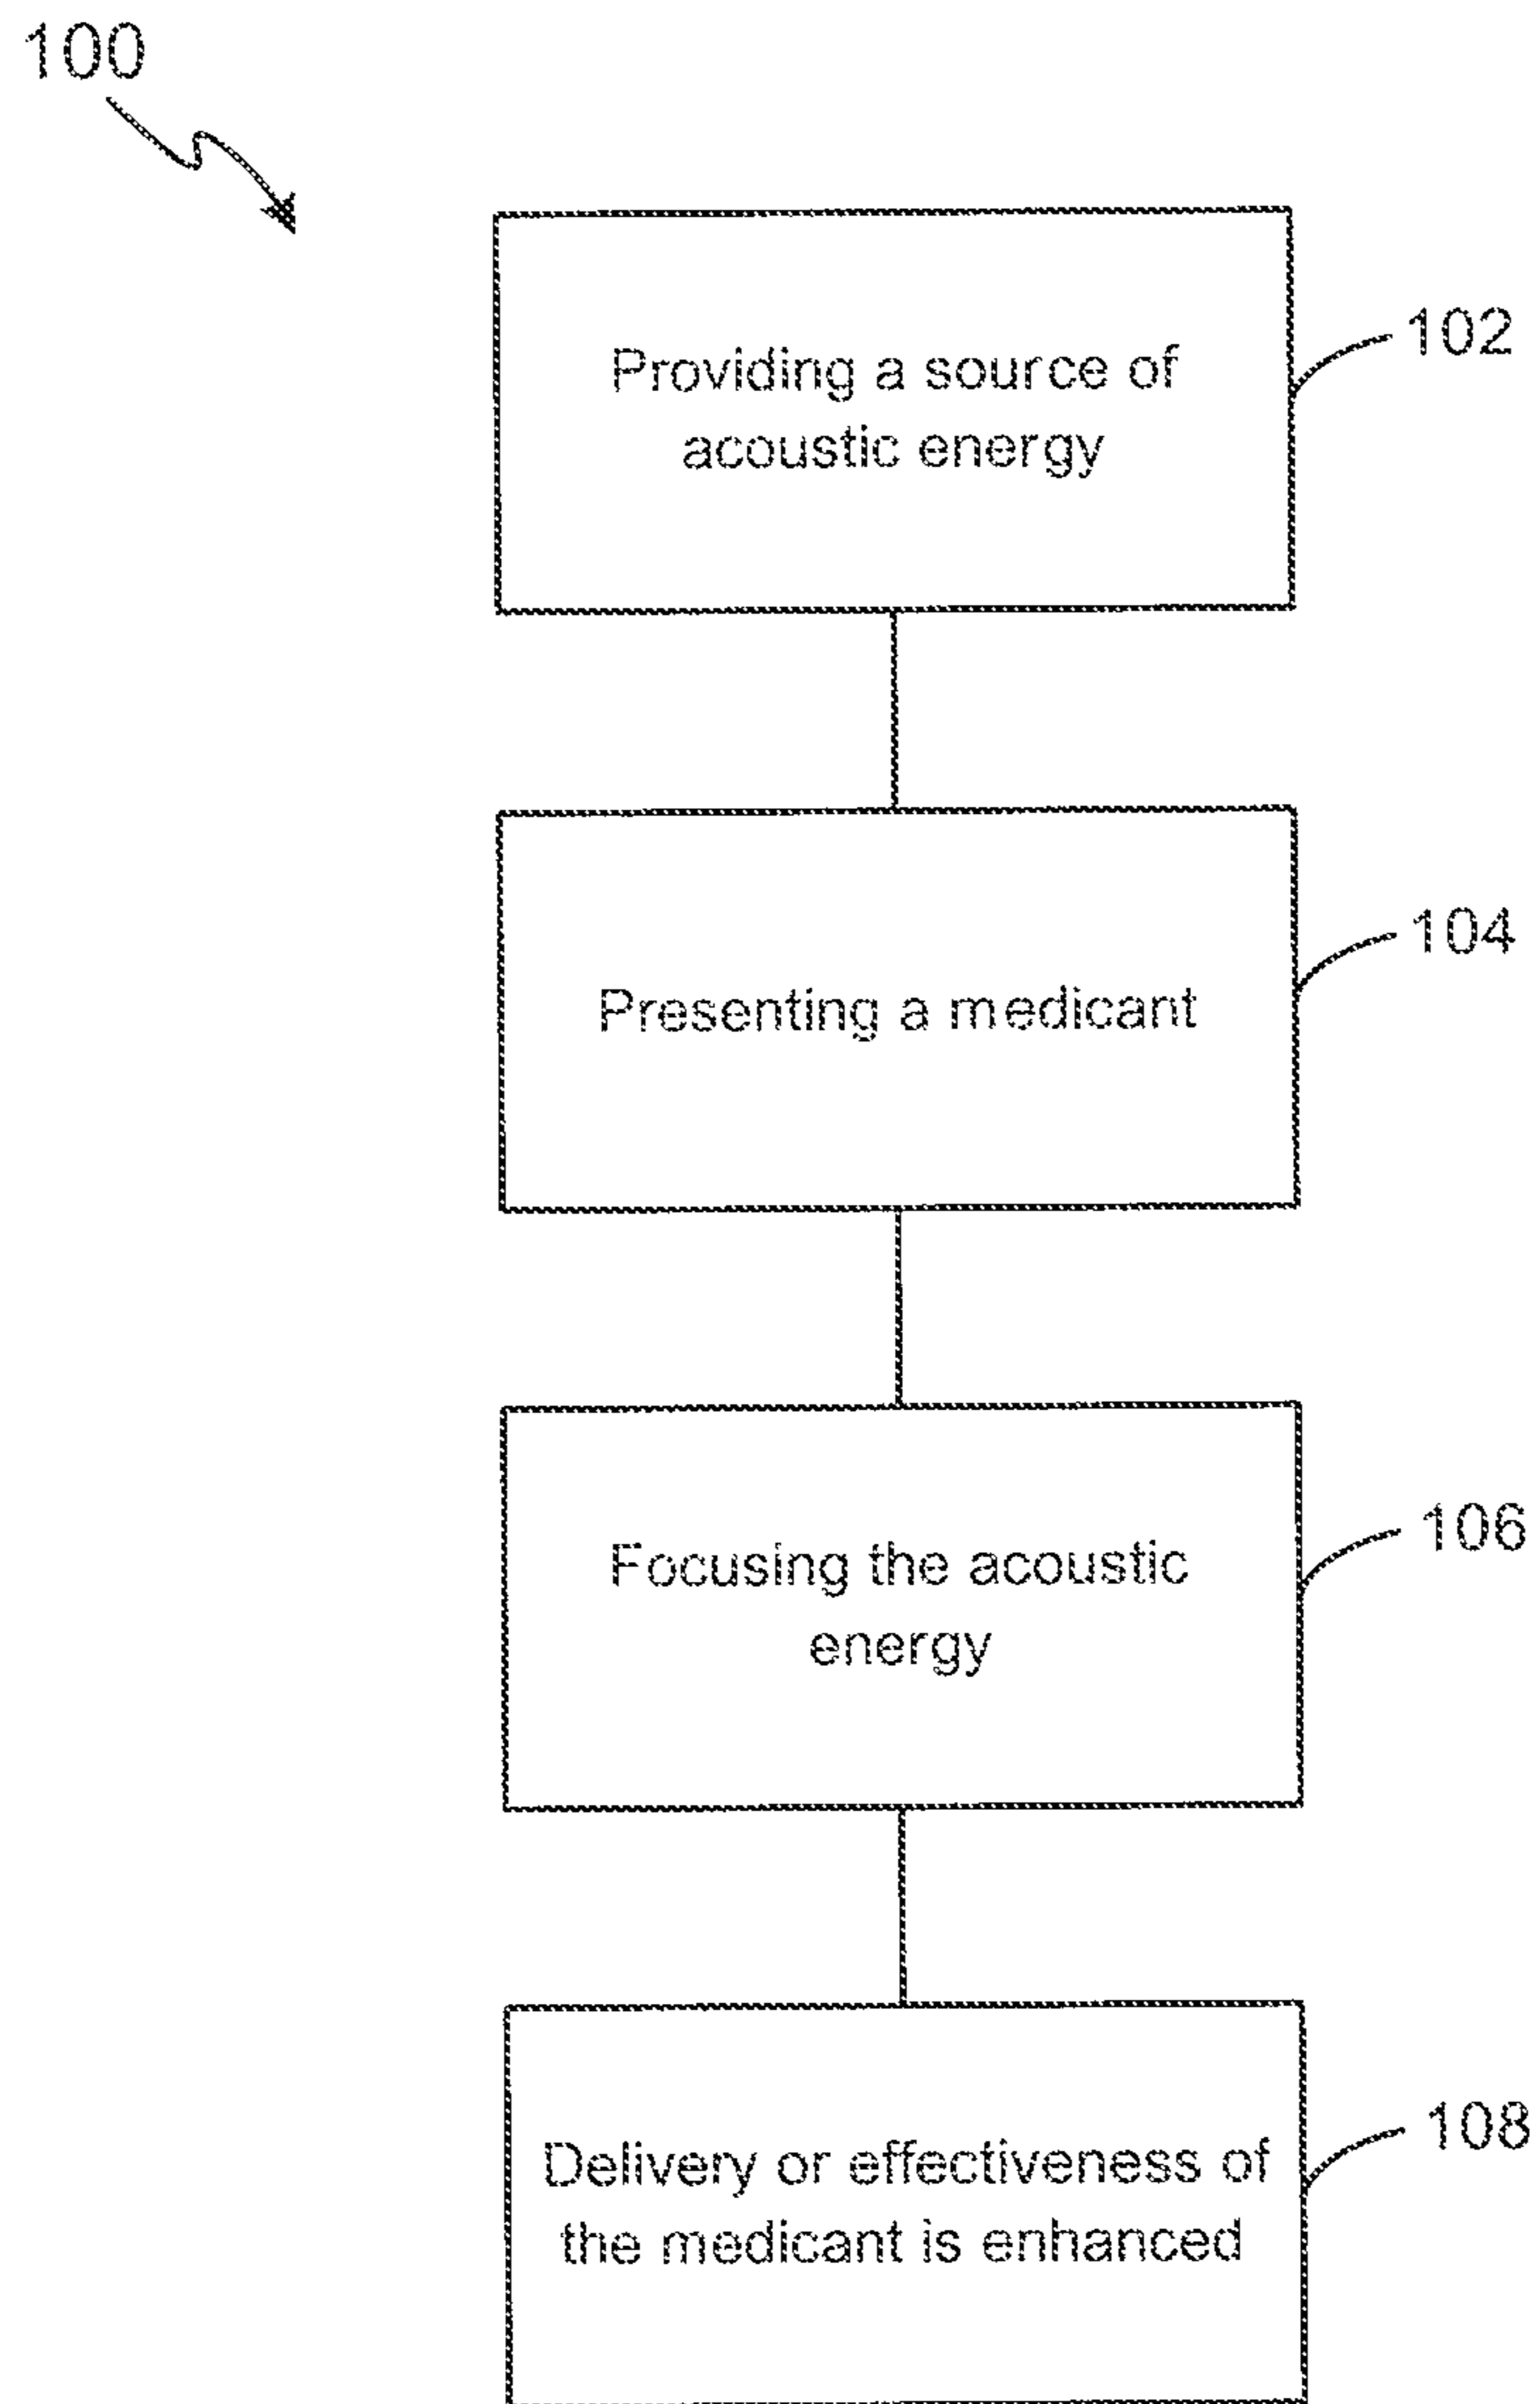 100
Providing a source of
acoustic energy
102
Presenting a medicant
104
Focusing the acoustic
energy
106
Delivery or effectiveness of
the medicant is enhanced
108